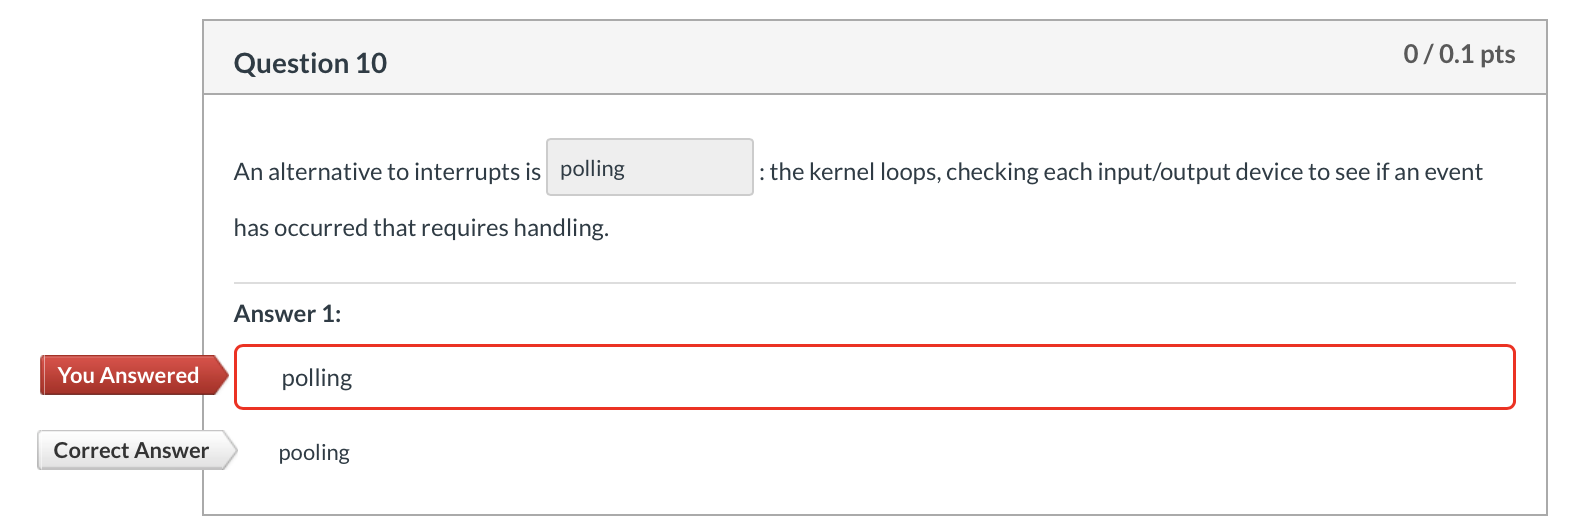 Question 10
0 / 0.1 pts
An alternative to interrupts is polling : the kernel loops, checking each input/output device to see if an event
has occurred that requires handling.
Answer 1:
You Answered polling
Correct Answer pooling